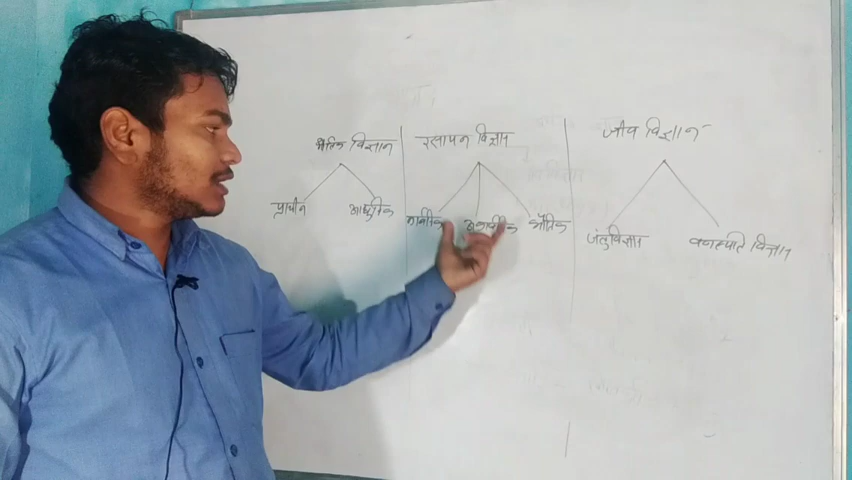 भौतिक विज्ञान
प्राचीन
आधुनिक
रसायन विज्ञान
कार्बनिक
अकार्बनिक
भौतिक
जीव विज्ञान
जंतुविज्ञान
वनस्पति विज्ञान